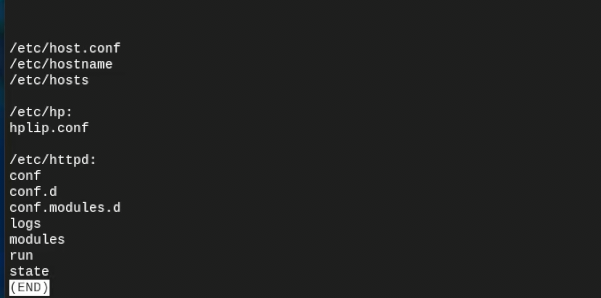 /etc/host.conf
/etc/hostname
/etc/hosts
/etc/hp:
hplip.conf
/etc/httpd:
conf
conf.d
conf.modules.d
logs
modules
run
state
(END)